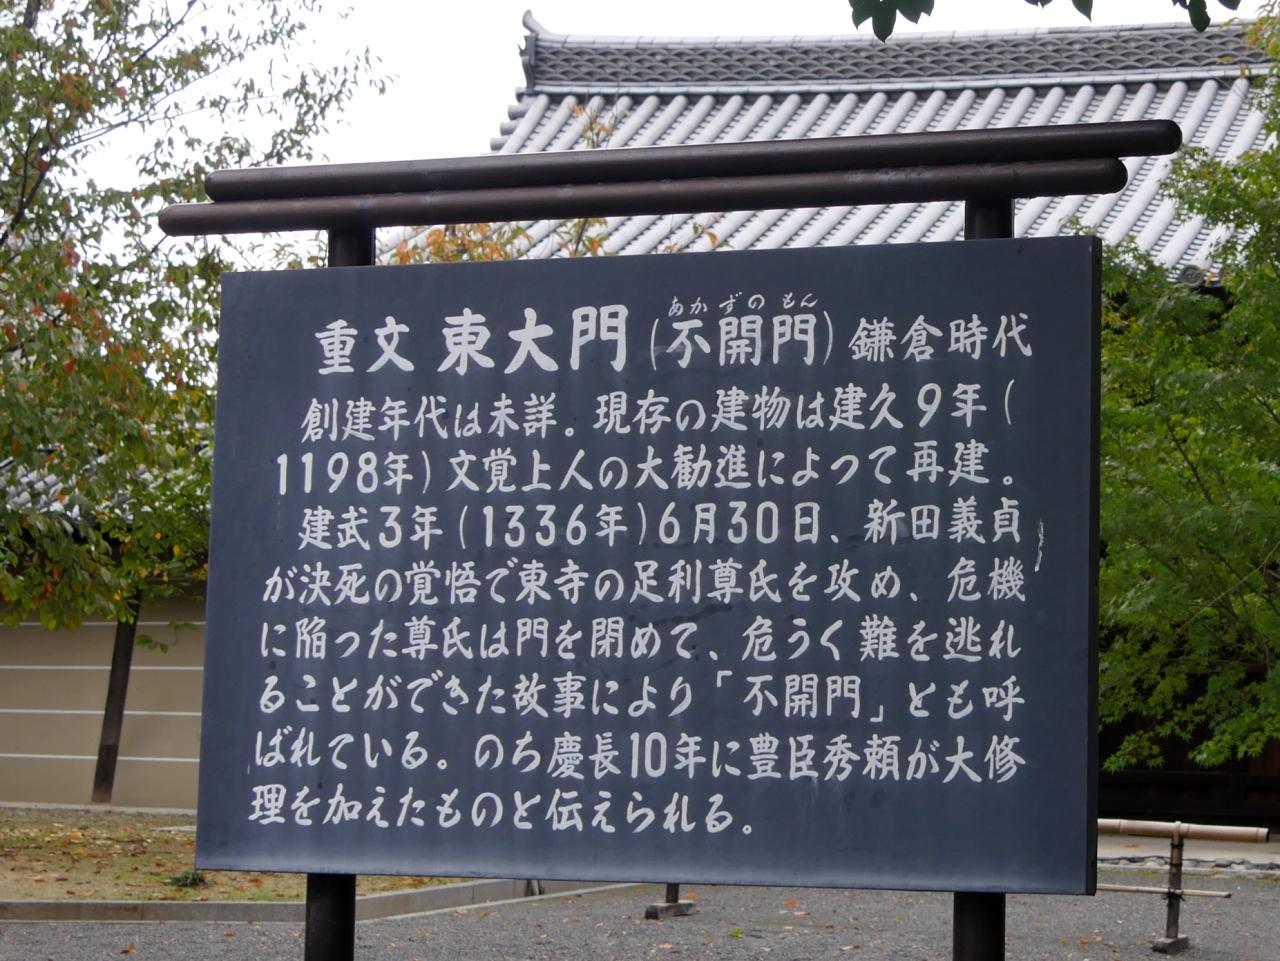 あかずのもん
重文 東大門(不開門)鎌倉時代
創建年代は未詳。現存の建物は建久9年(
1198年)文覚上人の大勧進によつて再建。
建武3年(1336年)6月30日、新田義貞
が決死の覚悟で東寺の足利尊氏を攻め、危機
に陥った尊氏は門を閉めて、危うく難を逃れ
ることができた故事により「不開門」とも呼
ばれている。のち慶長10年に豊臣秀頼が大修
理を加えたものと伝えられる。